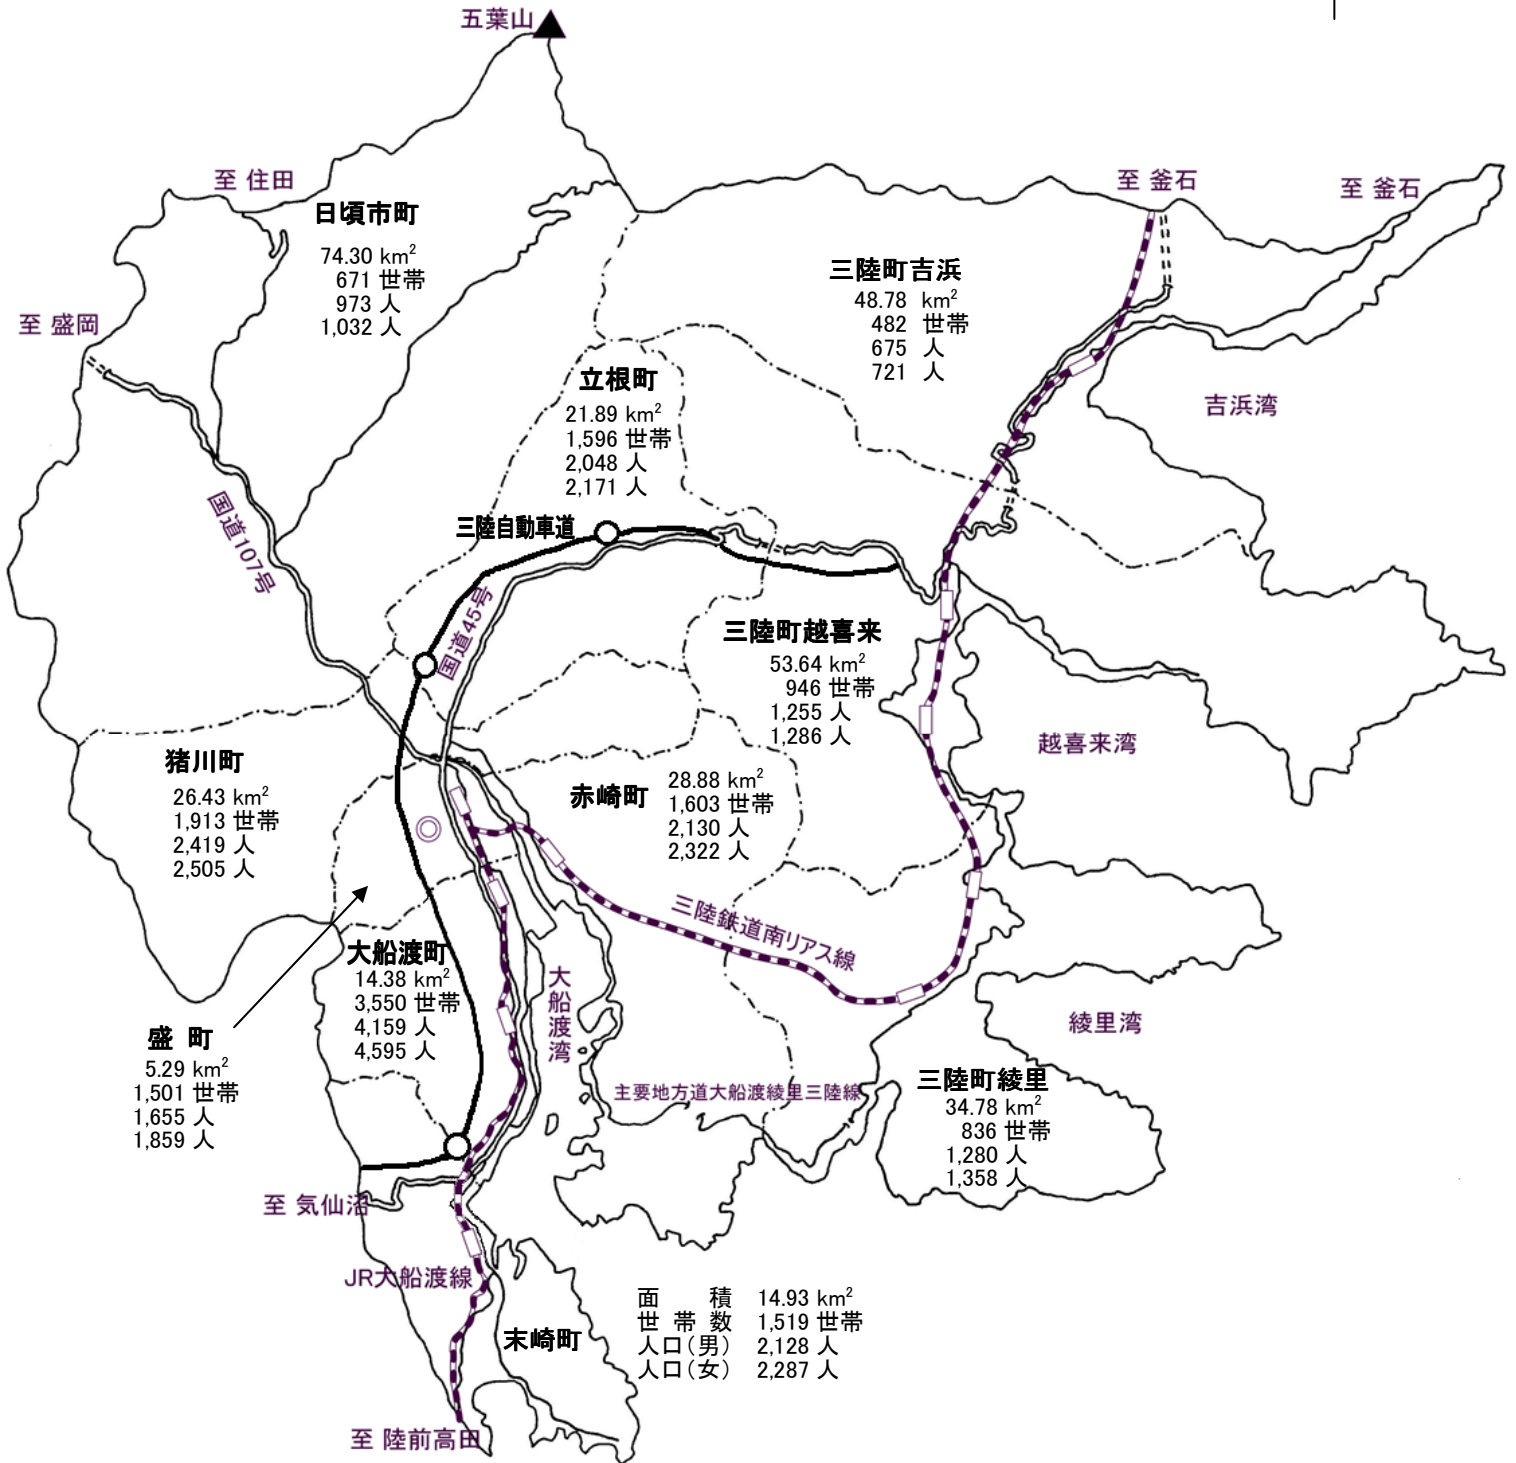 五葉山
至 住田
至 釜石
至 釜石
日頃市町
74.30 km²
671 世帯
973 人
1,032 人
三陸町吉浜
48.78 km²
482 世帯
675 人
721 人
至 盛岡
立根町
21.89 km²
1,596 世帯
2,048 人
2,171 人
吉浜湾
国道107号
三陸自動車道
国道45号
三陸町越喜来
53.64 km²
946 世帯
1,255 人
1,286 人
越喜来湾
猪川町
26.43 km²
1,913 世帯
2,419 人
2,505 人
赤崎町
28.88 km²
1,603 世帯
2,130 人
2,322 人
三陸鉄道南リアス線
大船渡町
14.38 km²
3,550 世帯
4,159 人
4,595 人
大船渡湾
綾里湾
盛 町
5.29 km²
1,501 世帯
1,655 人
1,859 人
主要地方道大船渡綾里三陸線
三陸町綾里
34.78 km²
836 世帯
1,280 人
1,358 人
至 気仙沼
JR大船渡線
末崎町
面 積 14.93 km²
世 帯 数 1,519 世帯
人口(男) 2,128 人
人口(女) 2,287 人
至 陸前高田